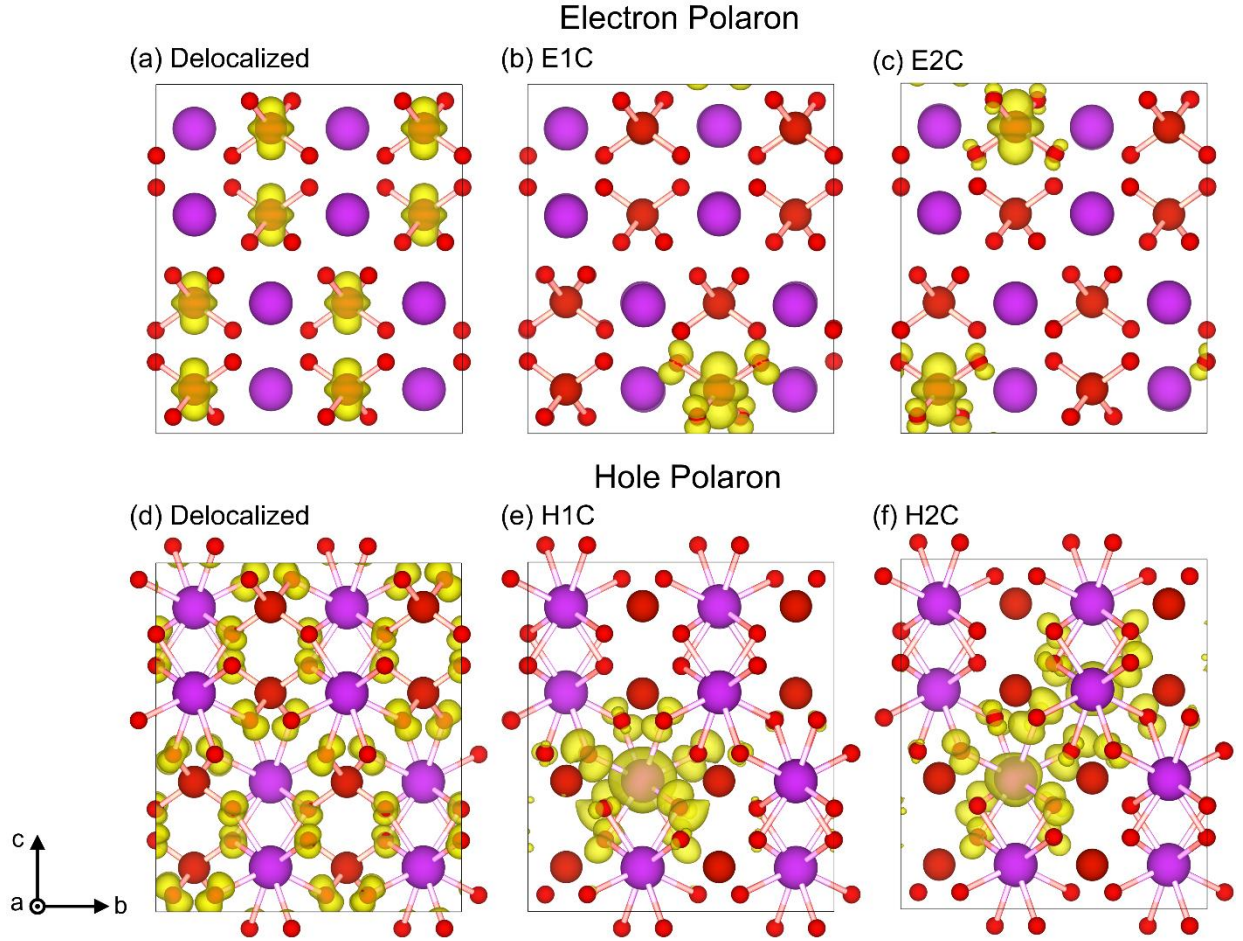 Electron Polaron
(a) Delocalized
(b) E1C
(c) E2C
Hole Polaron
(d) Delocalized
(e) H1C
(f) H2C
c
a
b